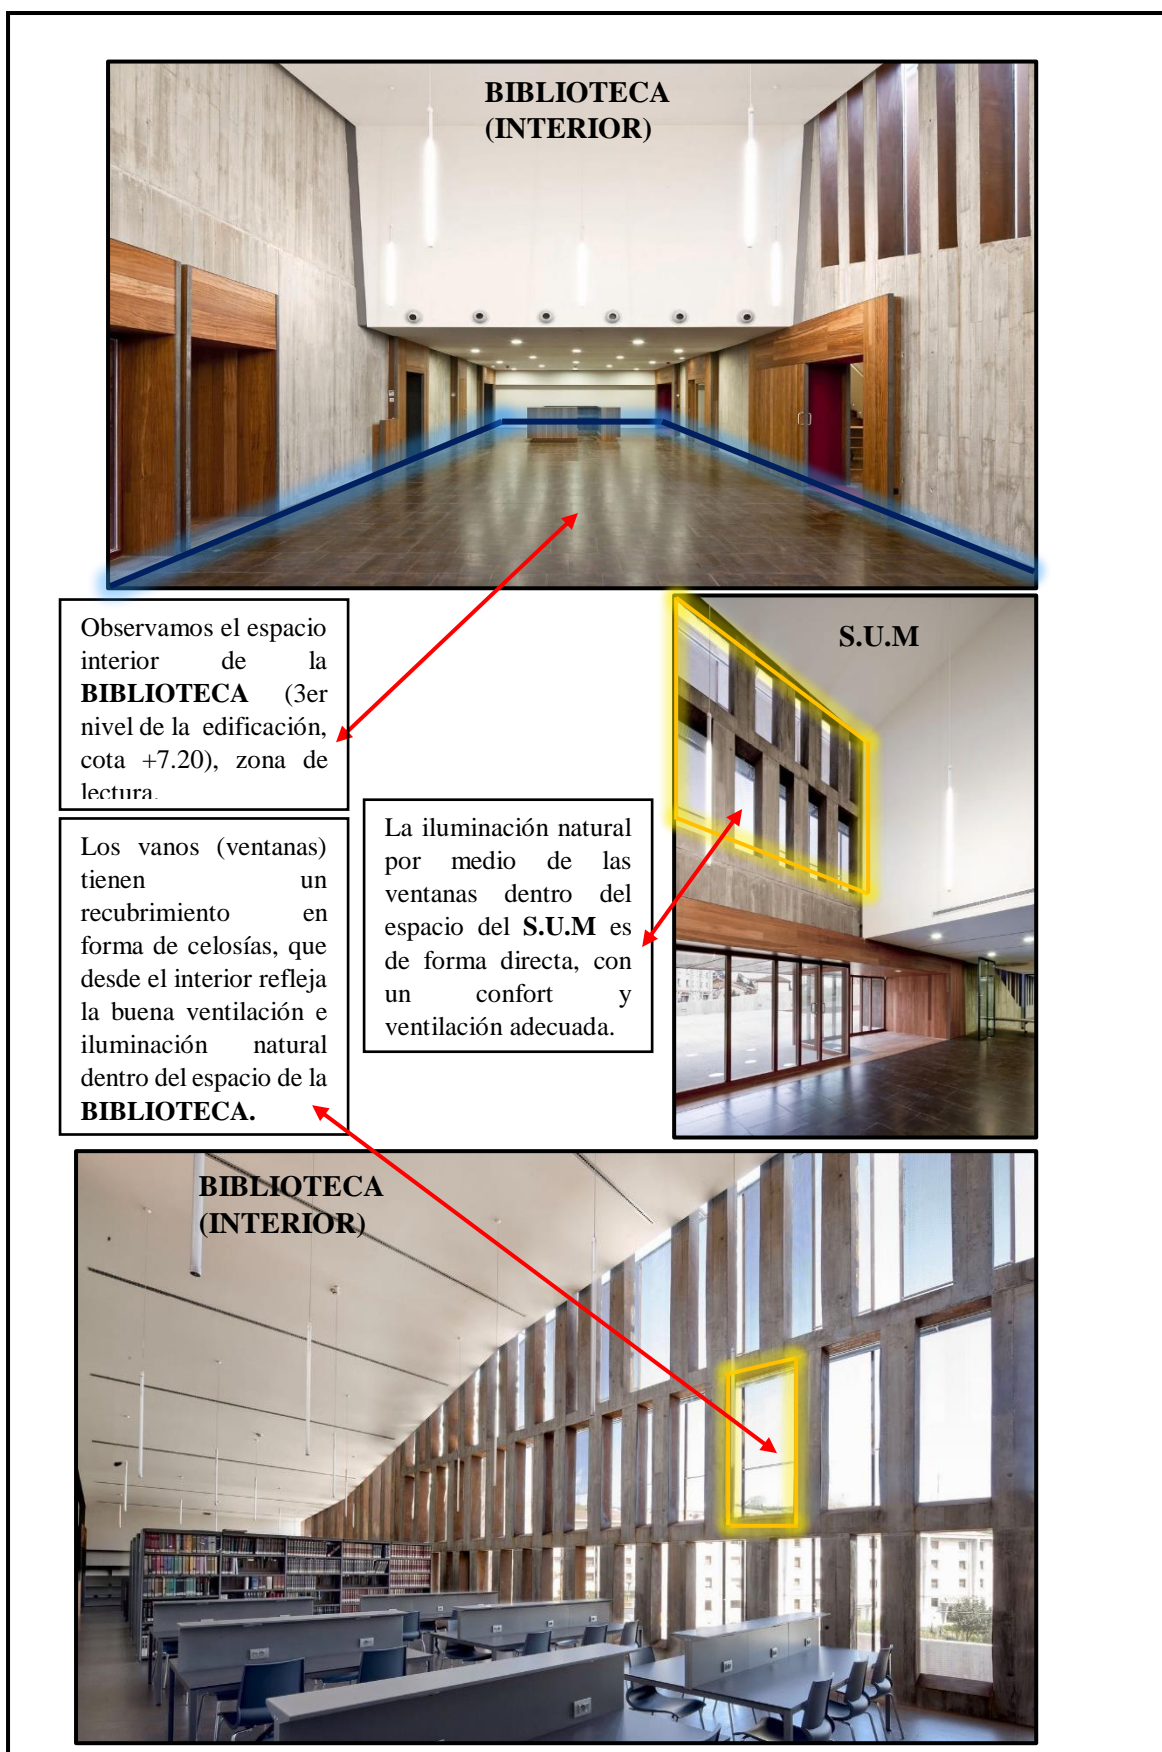 BIBLIOTECA
(INTERIOR)
Observamos el espacio
interior de la
BIBLIOTECA (3er
nivel de la edificación,
cota +7.20), zona de
lectura.
S.U.M
La iluminación natural
por medio de las
ventanas dentro del
espacio del S.U.M es
de forma directa, con
un confort y
ventilación adecuada.
Los vanos (ventanas)
tienen un
recubrimiento en
forma de celosías, que
desde el interior refleja
la buena ventilación e
iluminación natural
dentro del espacio de la
BIBLIOTECA.
BIBLIOTECA
(INTERIOR)